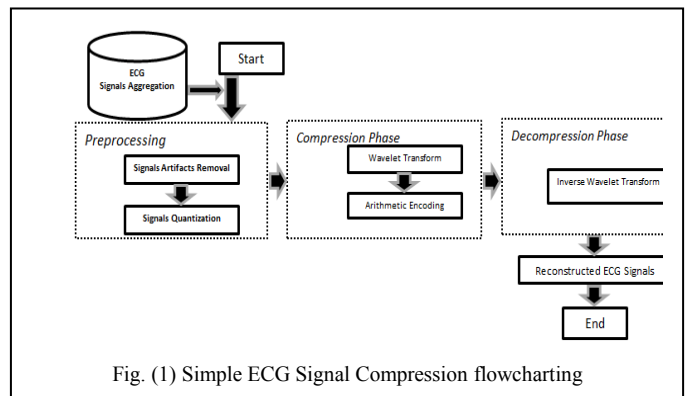 ECG
Signals Aggregation
Start
Preprocessing
Signals Artifacts Removal
Signals Quantization
Compression Phase
Wavelet Transform
Arithmetic Encoding
Decompression Phase
Inverse Wavelet Transform
Reconstructed ECG Signals
End
Fig. (1) Simple ECG Signal Compression flowcharting